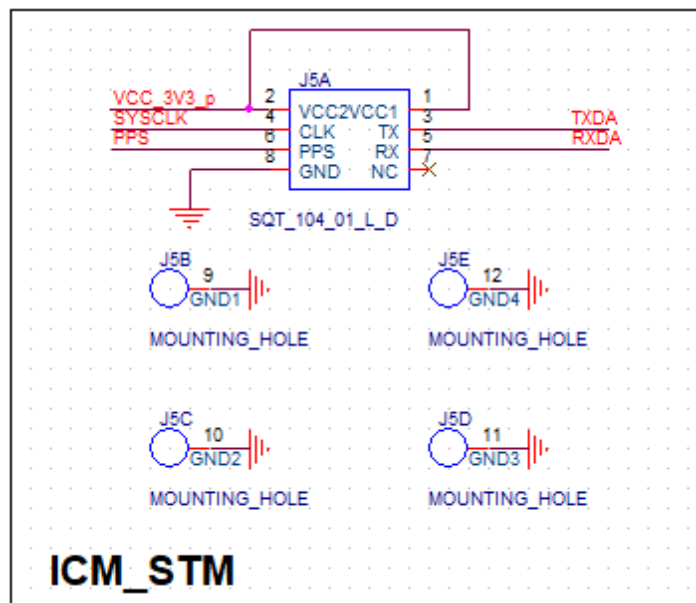 J5A
VCC_3V3_p 2 VCC2 VCC1 1
SYSCLK 4 CLK TX 3 TXDA
PPS 6 PPS RX 5 RXDA
8 GND NC 7
SQT_104_01_L_D
J5B J5E
9 12
GND1 GND4
MOUNTING_HOLE MOUNTING_HOLE
J5C J5D
10 11
GND2 GND3
MOUNTING_HOLE MOUNTING_HOLE
ICM_STM